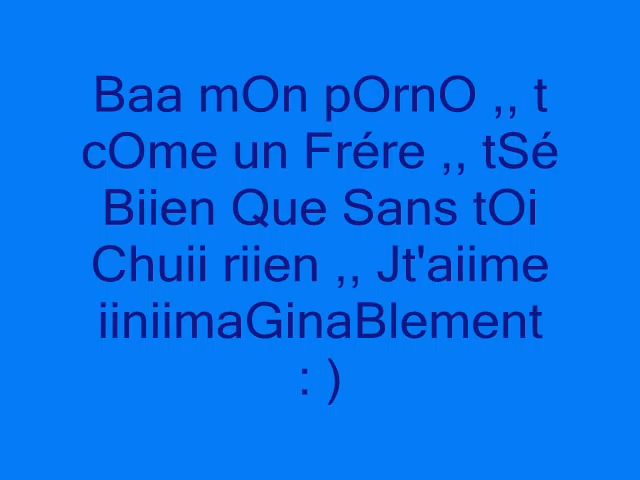 Baa mOn pOrnO ,, t
cOme un Frére ,, tSé
Biien Que Sans tOi
Chuii riien ,, Jt'aiime
iiniimaGinaBlement
: )